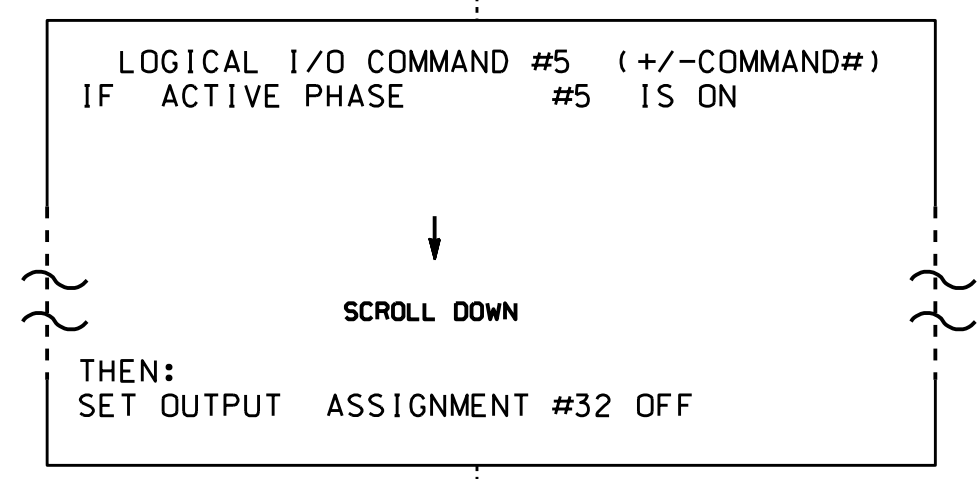 LOGICAL I/O COMMAND #5 (+/-COMMAND#)
IF ACTIVE PHASE #5 IS ON
SCROLL DOWN
THEN:
SET OUTPUT ASSIGNMENT #32 OFF